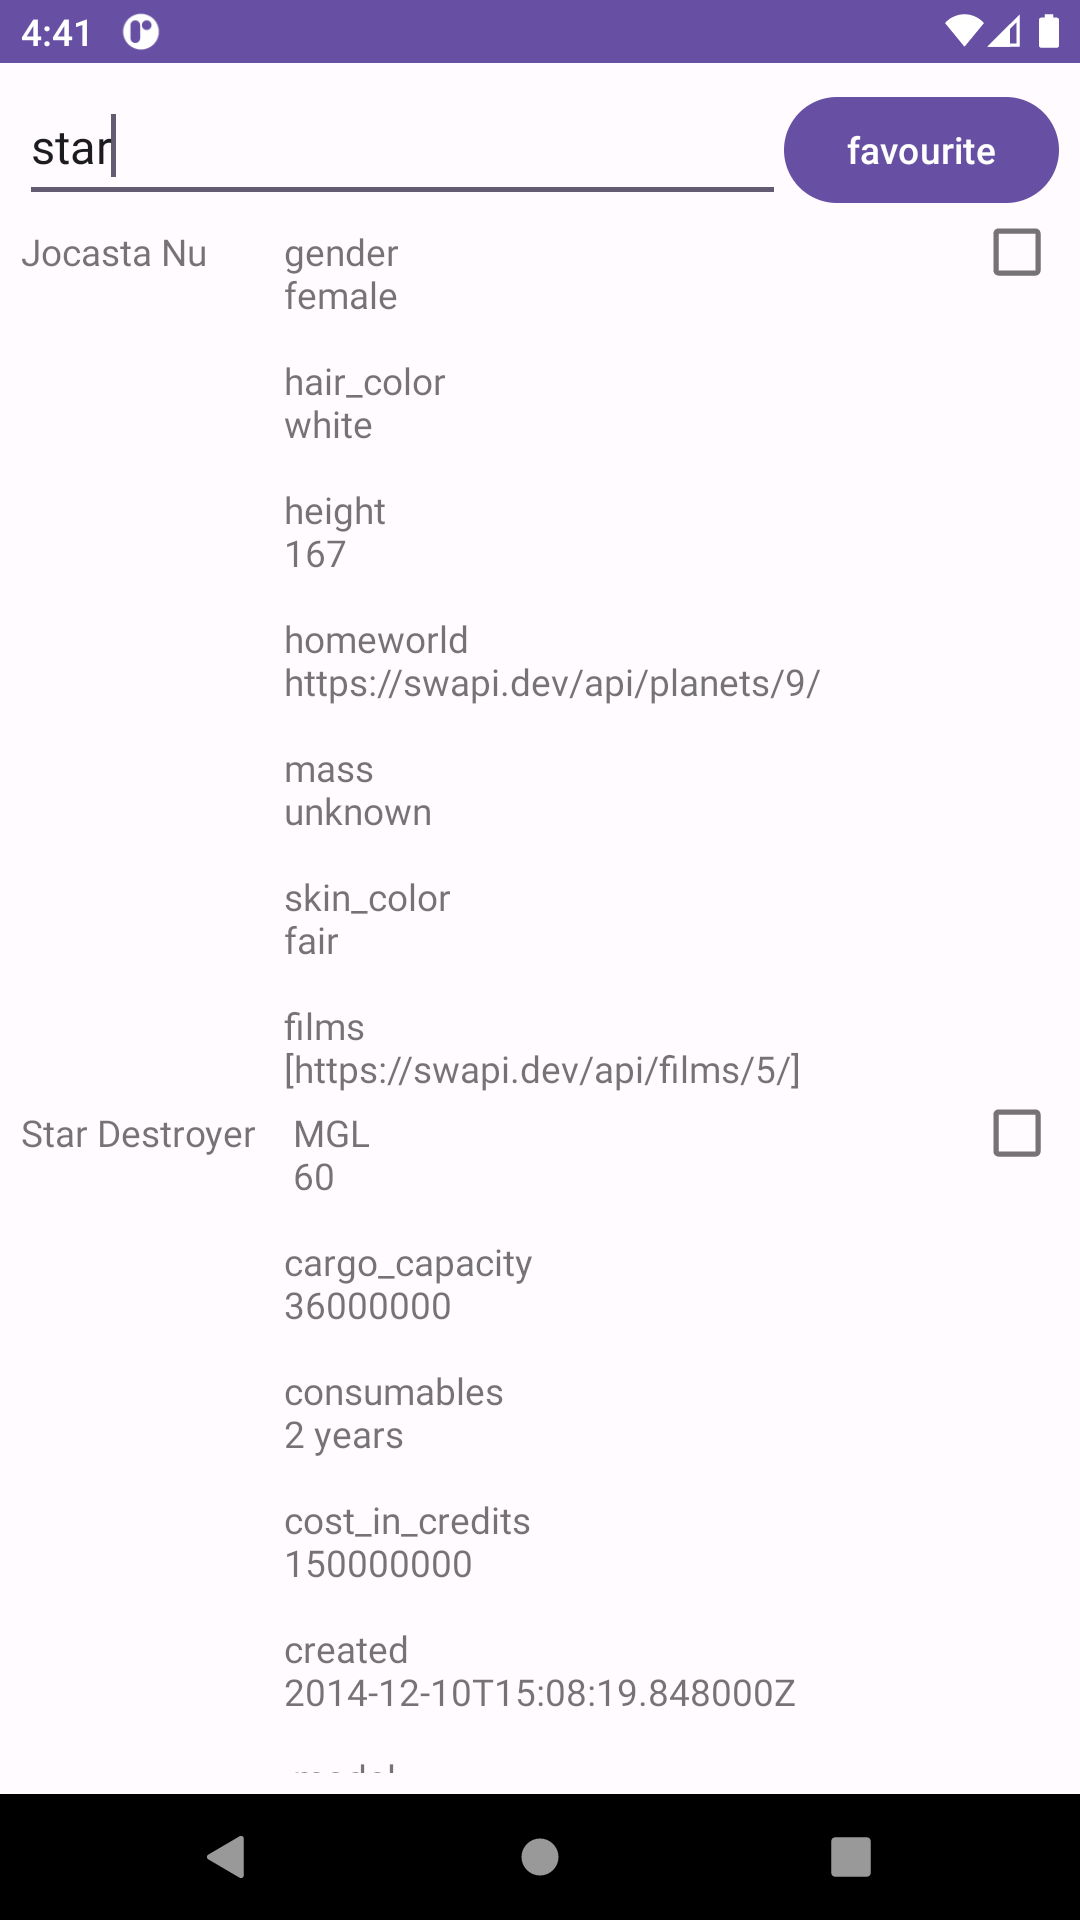 4:41
star
favourite
Jocasta Nu
gender
female
hair_color
white
height
167
homeworld
https://swapi.dev/api/planets/9/
mass
unknown
skin_color
fair
films
[https://swapi.dev/api/films/5/]
Star Destroyer
MGL
60
cargo_capacity
36000000
consumables
2 years
cost_in_credits
150000000
created
2014-12-10T15:08:19.848000Z
model